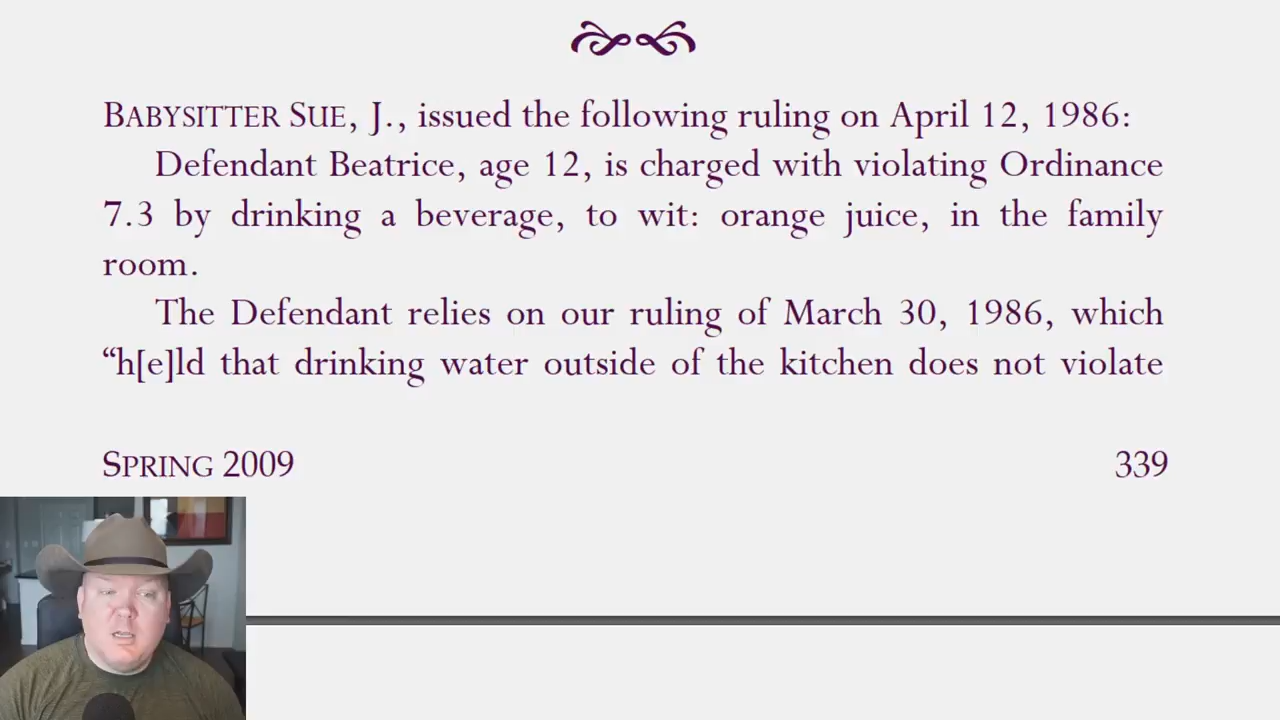 BABYSITTER SUE, J., issued the following ruling on April 12, 1986:
Defendant Beatrice, age 12, is charged with violating Ordinance
7.3 by drinking a beverage, to wit: orange juice, in the family
room.
The Defendant relies on our ruling of March 30, 1986, which
“h[e]ld that drinking water outside of the kitchen does not violate
SPRING 2009
339